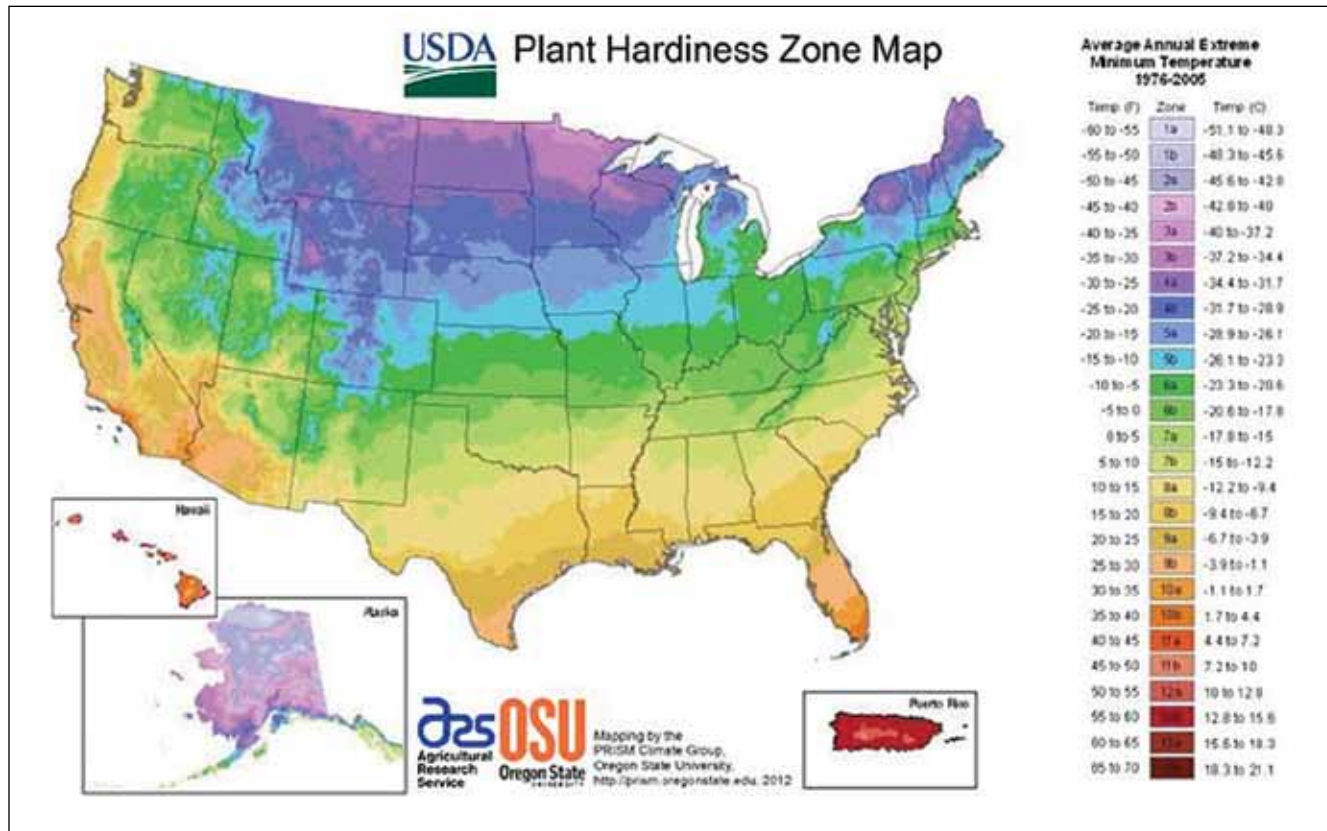 USDA Plant Hardiness Zone Map
Average Annual Extreme
Minimum Temperature
1976-2005
Temp (F) Zone Temp (C)
-60 to -55 1a -51.1 to -48.3
-55 to -50 1b -48.3 to -45.6
-50 to -45 2a -45.6 to -42.8
-45 to -40 2b -42.8 to -40
-40 to -35 3a -40 to -37.2
-35 to -30 3b -37.2 to -34.4
-30 to -25 4a -34.4 to -31.7
-25 to -20 4b -31.7 to -28.9
-20 to -15 5a -28.9 to -26.1
-15 to -10 5b -26.1 to -23.3
-10 to -5 6a -23.3 to -20.6
-5 to 0 6b -20.6 to -17.8
0 to 5 7a -17.8 to -15
5 to 10 7b -15 to -12.2
10 to 15 8a -12.2 to -9.4
15 to 20 8b -9.4 to -6.7
20 to 25 9a -6.7 to -3.9
25 to 30 9b -3.9 to -1.1
30 to 35 10a -1.1 to 1.7
35 to 40 10b 1.7 to 4.4
40 to 45 11a 4.4 to 7.2
45 to 50 11b 7.2 to 10
50 to 55 12a 10 to 12.8
55 to 60 12.8 to 15.6
60 to 65 13a 15.6 to 18.3
65 to 70 18.3 to 21.1
Hawaii
Alaska
Puerto Rico
ars
Agricultural
Research
Service
OSU
Oregon State
UNIVERSITY
Mapping by the
PRISM Climate Group,
Oregon State University,
http://prism.oregonstate.edu, 2012